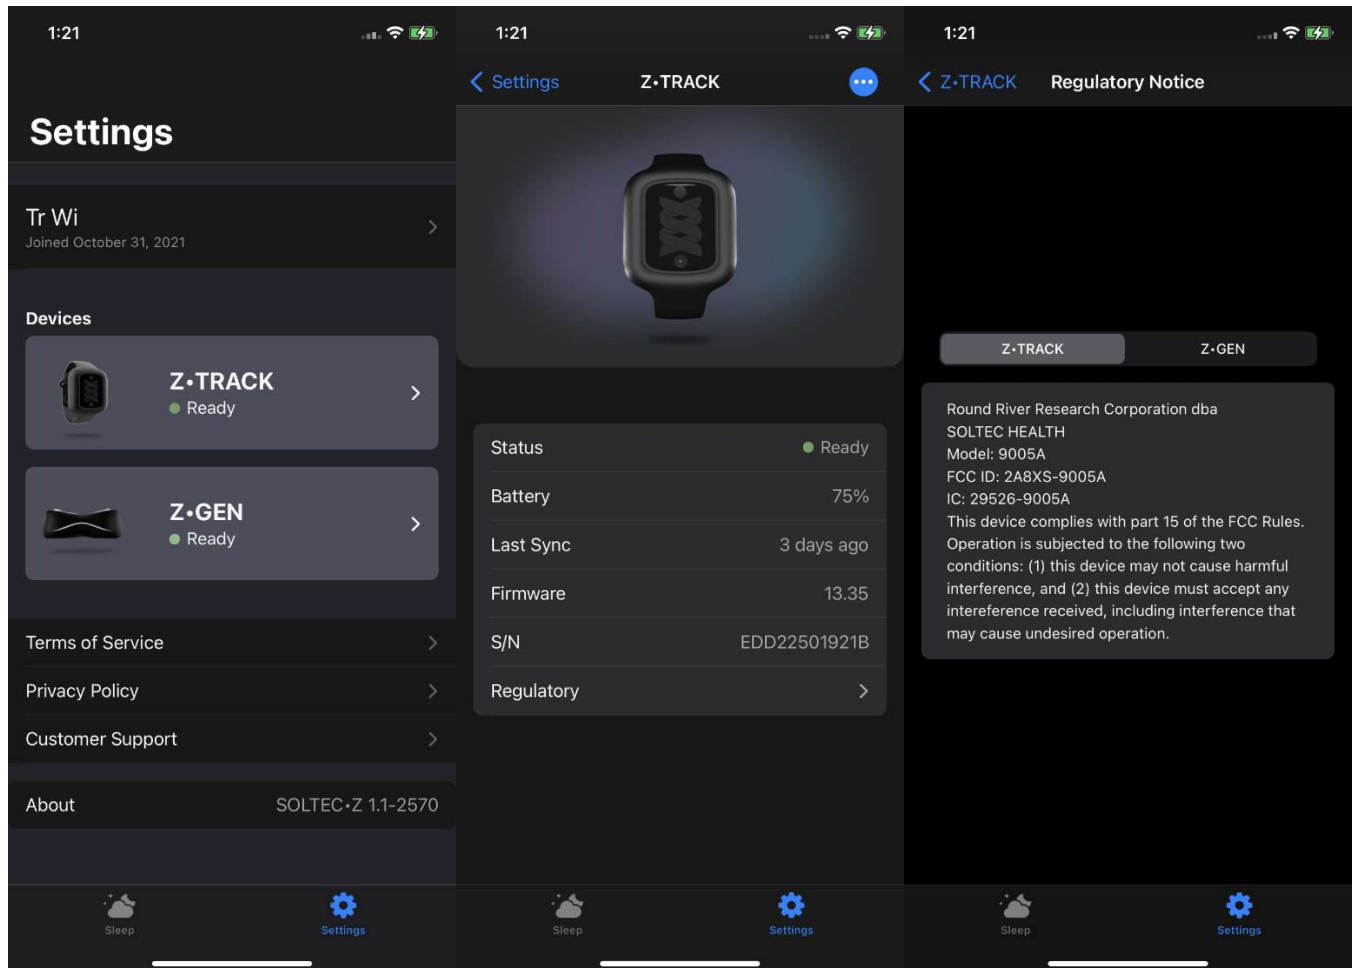 1:21
Settings
Tr Wi
Joined October 31, 2021
Devices
Z•TRACK
Ready
Z•GEN
Ready
Terms of Service
Privacy Policy
Customer Support
About SOLTEC•Z 1.1-2570
Sleep Settings
1:21
Settings Z•TRACK
Status Ready
Battery 75%
Last Sync 3 days ago
Firmware 13.35
S/N EDD22501921B
Regulatory
Sleep Settings
1:21
Z•TRACK Regulatory Notice
Z•TRACK Z•GEN
Round River Research Corporation dba
SOLTEC HEALTH
Model: 9005A
FCC ID: 2A8XS-9005A
IC: 29526-9005A
This device complies with part 15 of the FCC Rules.
Operation is subjected to the following two
conditions: (1) this device may not cause harmful
interference, and (2) this device must accept any
intereference received, including interference that
may cause undesired operation.
Sleep Settings